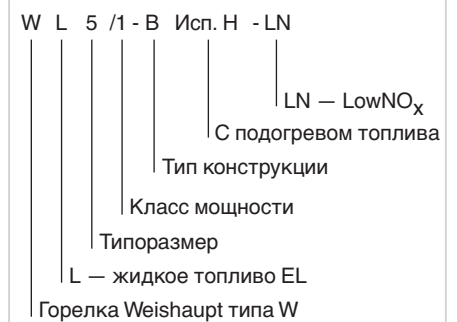 W L 5 /1 - B Исп. Н - LN
LN — LowNOx
С подогревом топлива
Тип конструкции
Класс мощности
Типоразмер
L — жидкое топливо EL
Горелка Weishaupt типа W